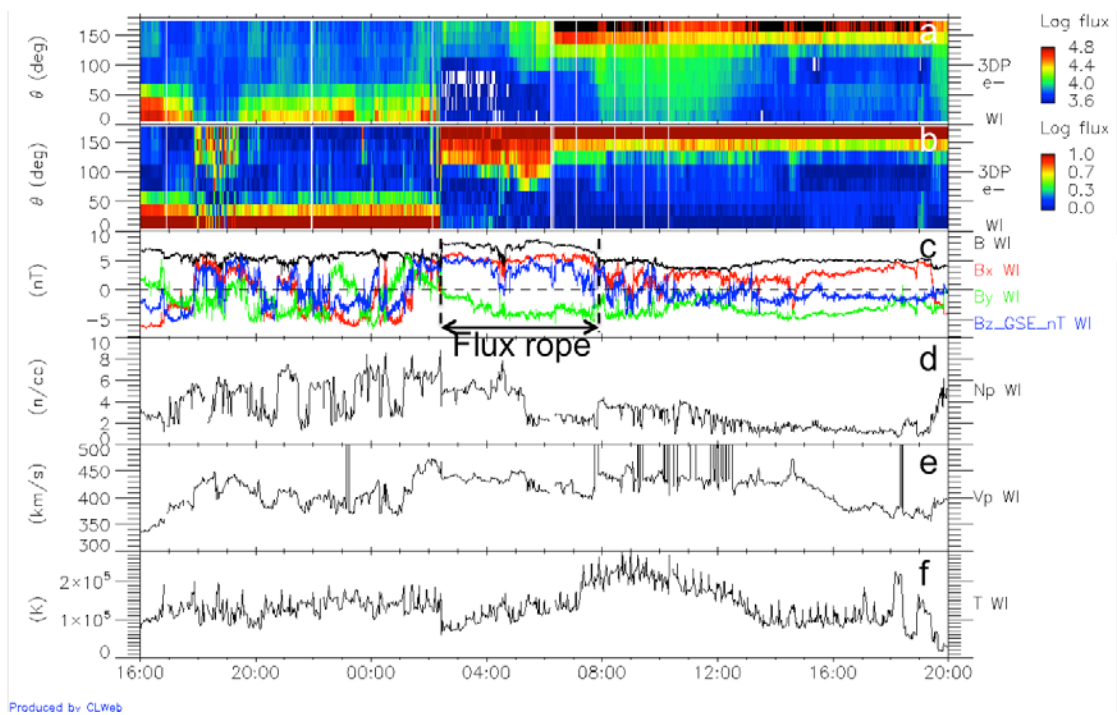 a
150
100
50
0
θ (deg)
3DP
e−
WI
Log flux
4.8
4.4
4.0
3.6
b
150
100
50
0
θ (deg)
3DP
e−
WI
Log flux
1.0
0.7
0.3
0.0
c
10
5
0
−5
(nT)
B WI
Bx WI
By WI
Bz_GSE_nT WI
Flux rope
d
10
8
6
4
2
0
(n/cc)
Np WI
e
500
450
400
350
300
(km/s)
Vp WI
f
2×10⁵
1×10⁵
0
(K)
T WI
16:00 20:00 00:00 04:00 08:00 12:00 16:00 20:00
Produced by CLWeb